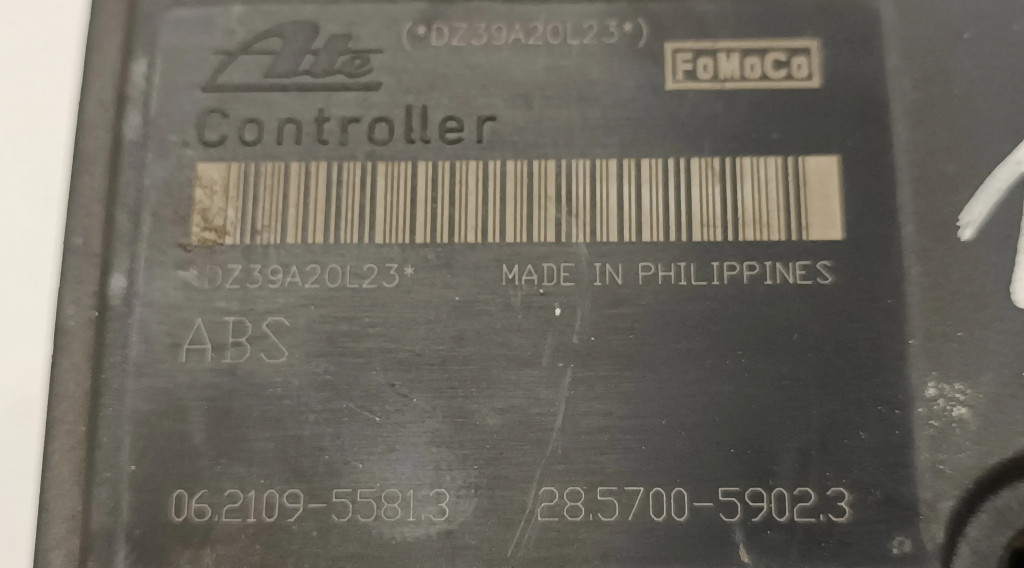 Ate (*DZ39A20L23*) FoMoCo
Controller
*DZ39A20L23* MADE IN PHILIPPINES
ABS
06.2109-5581.3 28.5700-5902.3